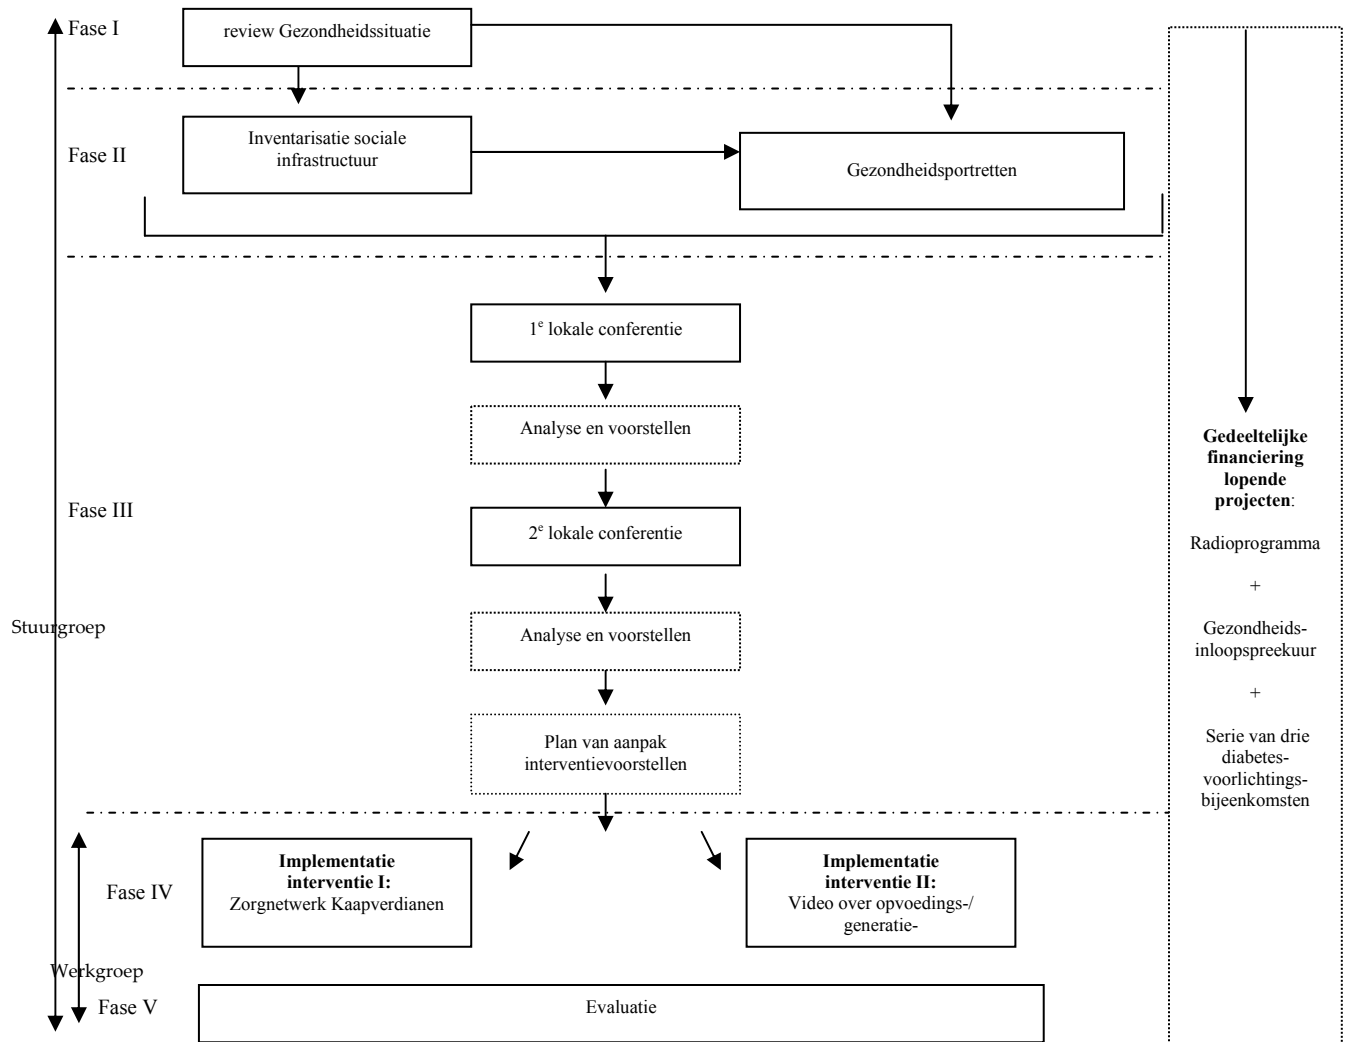 Fase I
review Gezondheidssituatie
Fase II
Inventarisatie sociale
infrastructuur
Gezondheidsportretten
1e lokale conferentie
Analyse en voorstellen
Fase III
2e lokale conferentie
Stuurgroep
Analyse en voorstellen
Plan van aanpak
interventievoorstellen
Fase IV
Implementatie
interventie I:
Zorgnetwerk Kaapverdianen
Implementatie
interventie II:
Video over opvoedings-/
generatie-
Werkgroep
Fase V
Evaluatie
Gedeeltelijke
financiering
lopende
projecten:
Radioprogramma
+
Gezondheids-
inloopspreekuur
+
Serie van drie
diabetes-
voorlichtings-
bijeenkomsten